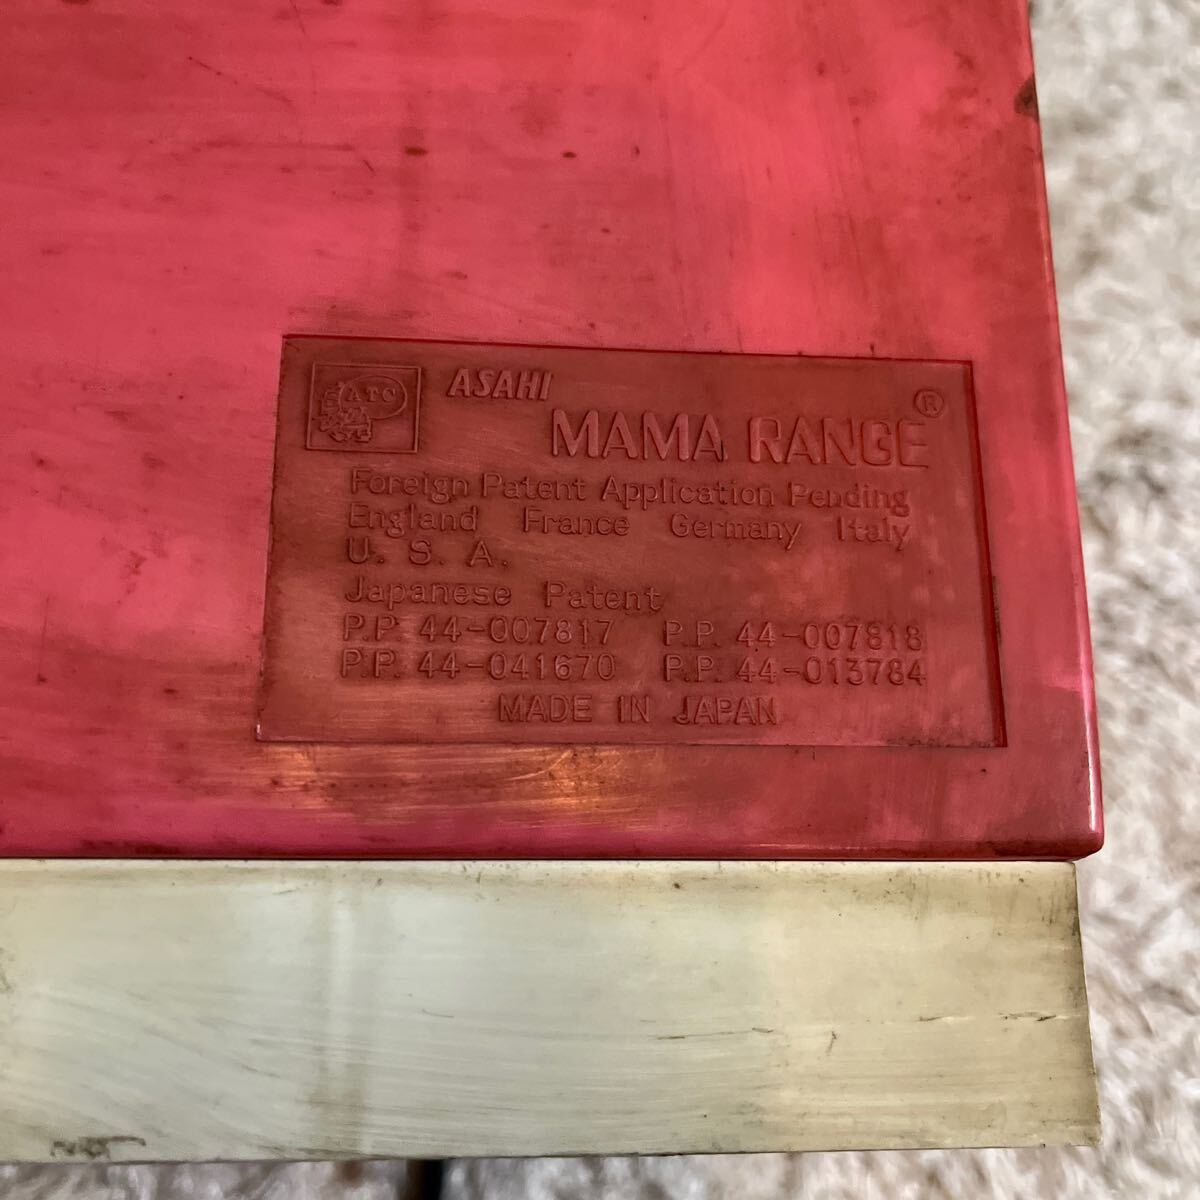 ATC
ASAHI
MAMA RANGE®
Foreign Patent Application Pending
England France Germany Italy
U. S. A.
Japanese Patent
P.P. 44-007817 P.P. 44-007818
P.P. 44-041670 P.P. 44-013784
MADE IN JAPAN